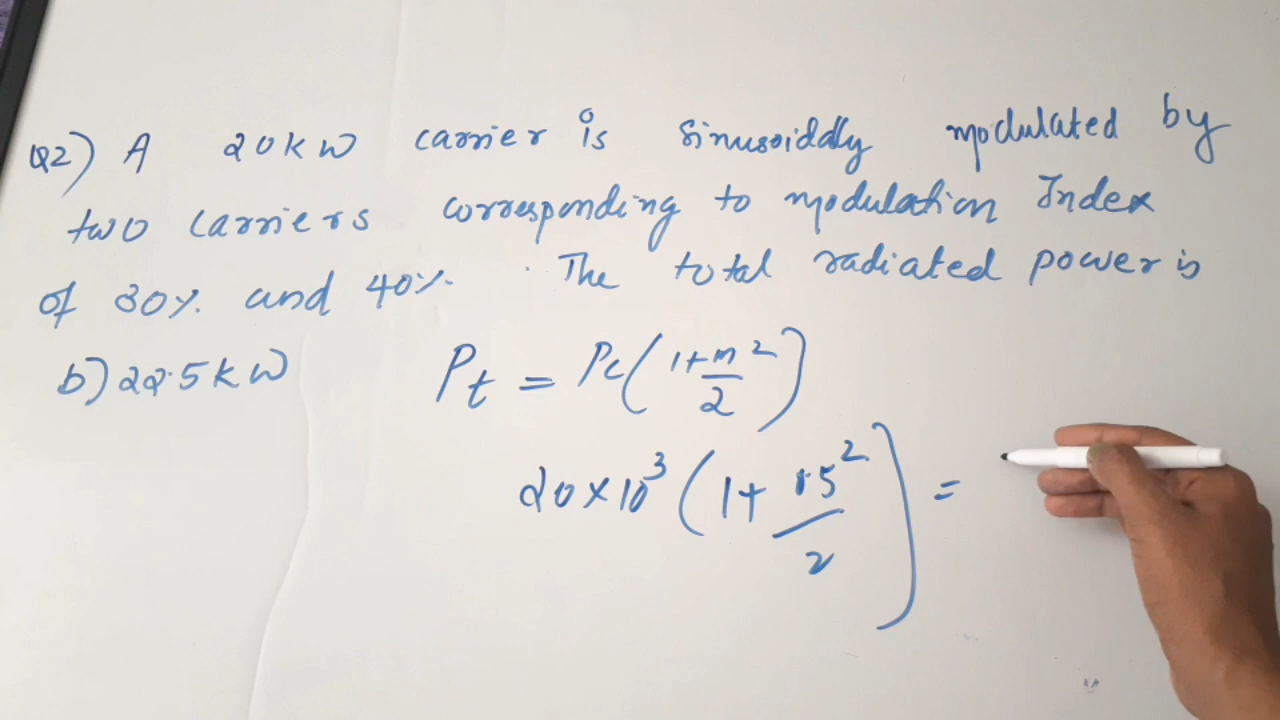 Q2) A 20kW carrier is sinusoiddly modulated by
two carriers corresponding to modulation Index
of 30%. and 40%. The total radiated power is
b) 22.5kW
Pt = Pc(1+m²/2)
20×10³(1+.5²/2) =